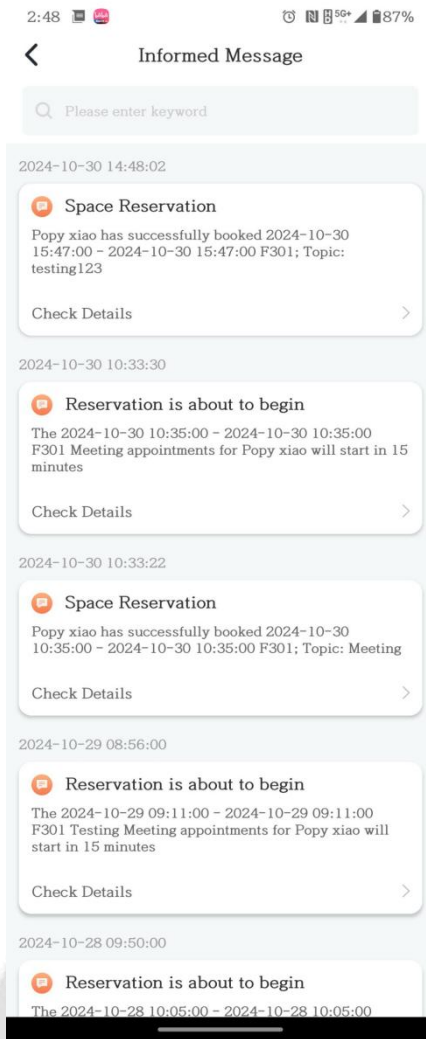 2:48 5G+ 87%
Informed Message
Please enter keyword
2024-10-30 14:48:02
Space Reservation
Popy xiao has successfully booked 2024-10-30
15:47:00 - 2024-10-30 15:47:00 F301; Topic:
testing123
Check Details
2024-10-30 10:33:30
Reservation is about to begin
The 2024-10-30 10:35:00 - 2024-10-30 10:35:00
F301 Meeting appointments for Popy xiao will start in 15
minutes
Check Details
2024-10-30 10:33:22
Space Reservation
Popy xiao has successfully booked 2024-10-30
10:35:00 - 2024-10-30 10:35:00 F301; Topic: Meeting
Check Details
2024-10-29 08:56:00
Reservation is about to begin
The 2024-10-29 09:11:00 - 2024-10-29 09:11:00
F301 Testing Meeting appointments for Popy xiao will
start in 15 minutes
Check Details
2024-10-28 09:50:00
Reservation is about to begin
The 2024-10-28 10:05:00 - 2024-10-28 10:05:00